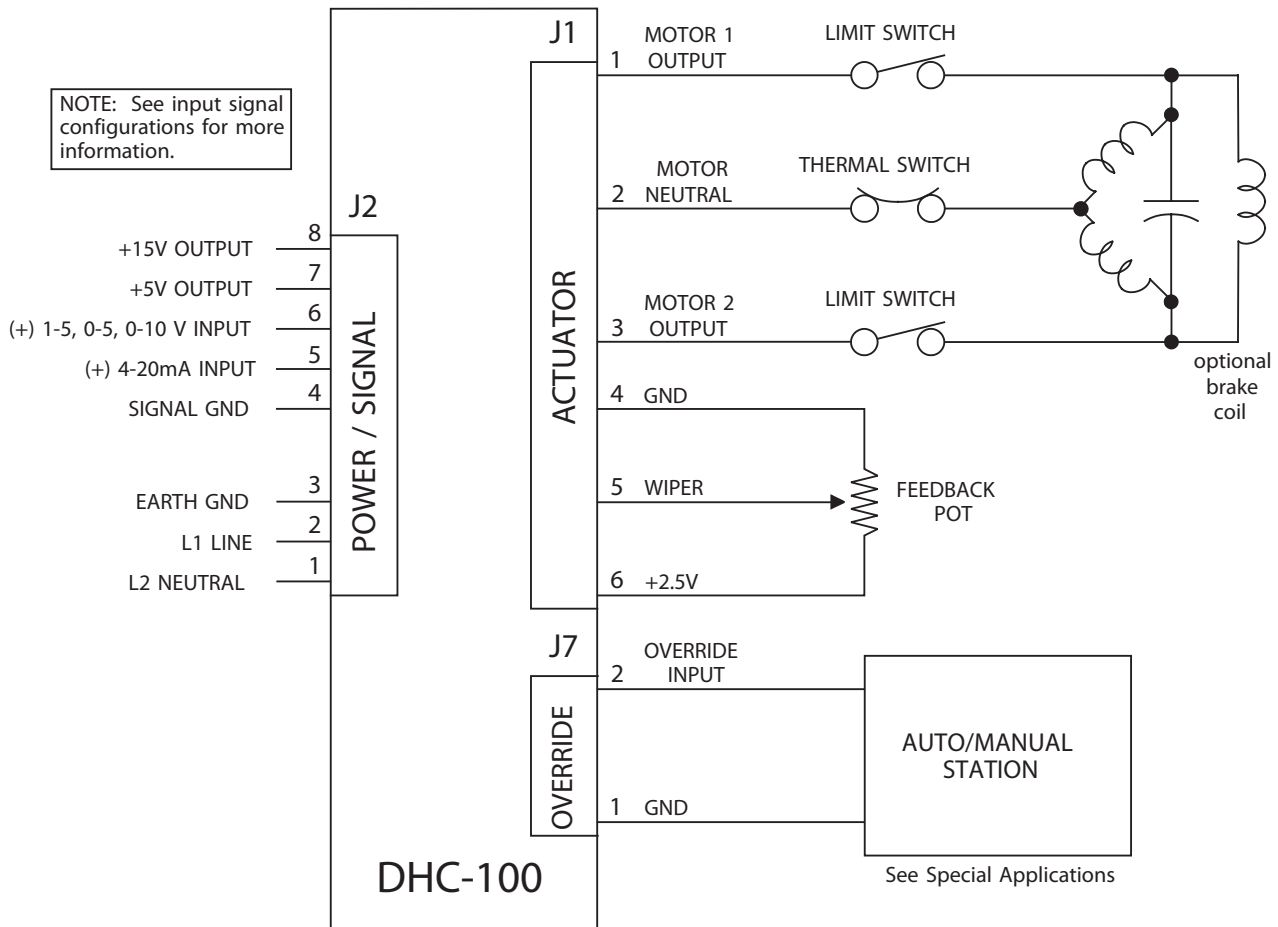 NOTE: See input signal
configurations for more
information.
J2
8
+15V OUTPUT
7
+5V OUTPUT
6
(+) 1-5, 0-5, 0-10 V INPUT
5
(+) 4-20mA INPUT
4
SIGNAL GND
3
EARTH GND
2
L1 LINE
1
L2 NEUTRAL
POWER / SIGNAL
J1
ACTUATOR
1
MOTOR 1
OUTPUT
LIMIT SWITCH
2
MOTOR
NEUTRAL
THERMAL SWITCH
3
MOTOR 2
OUTPUT
LIMIT SWITCH
optional
brake
coil
4
GND
5
WIPER
FEEDBACK
POT
6
+2.5V
J7
OVERRIDE
2
OVERRIDE
INPUT
1
GND
AUTO/MANUAL
STATION
See Special Applications
DHC-100